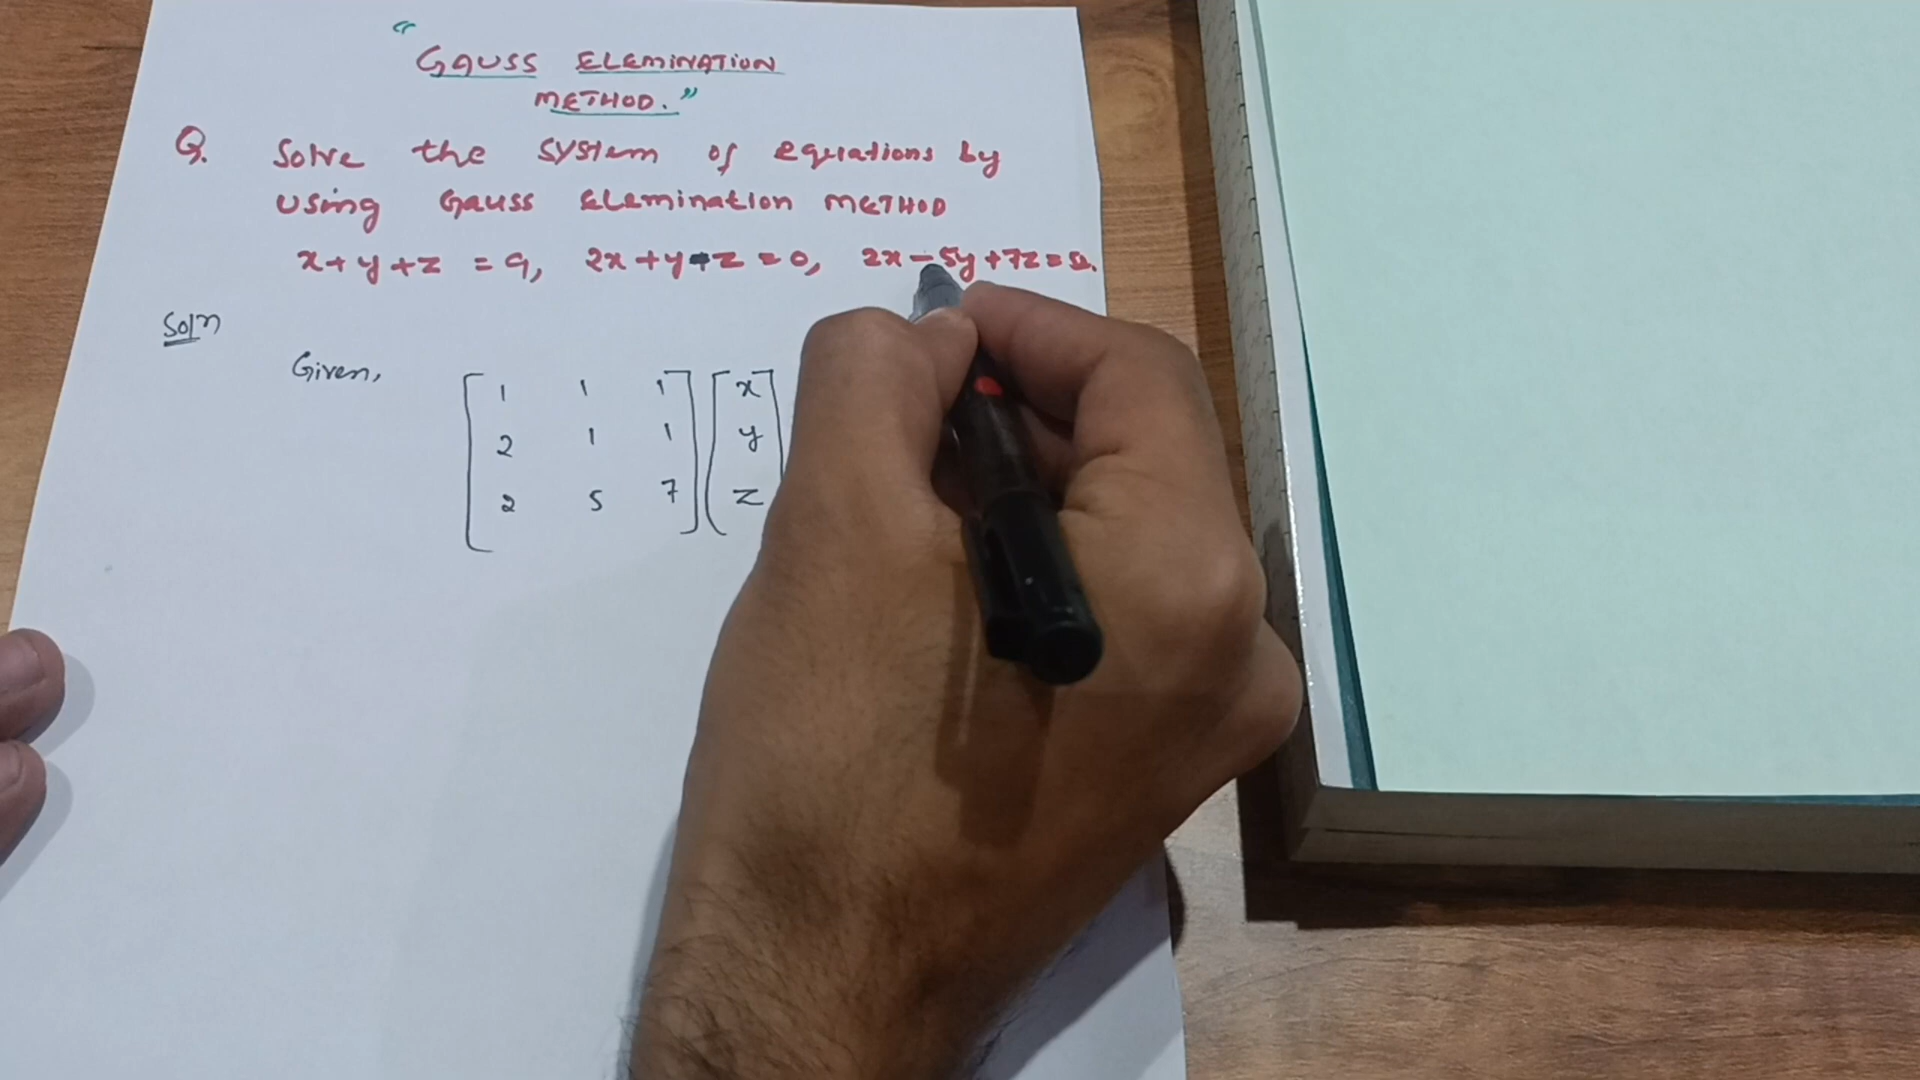 "GAUSS ELEMINATION
METHOD."
Q. Solve the system of equations by
using Gauss Elemination METHOD
x+y+z = 9, 2x+y+z=0, 2x-5y+7z=52.
Soln
Given,
1 1 1 x
2 1 1 y
2 5 7 z